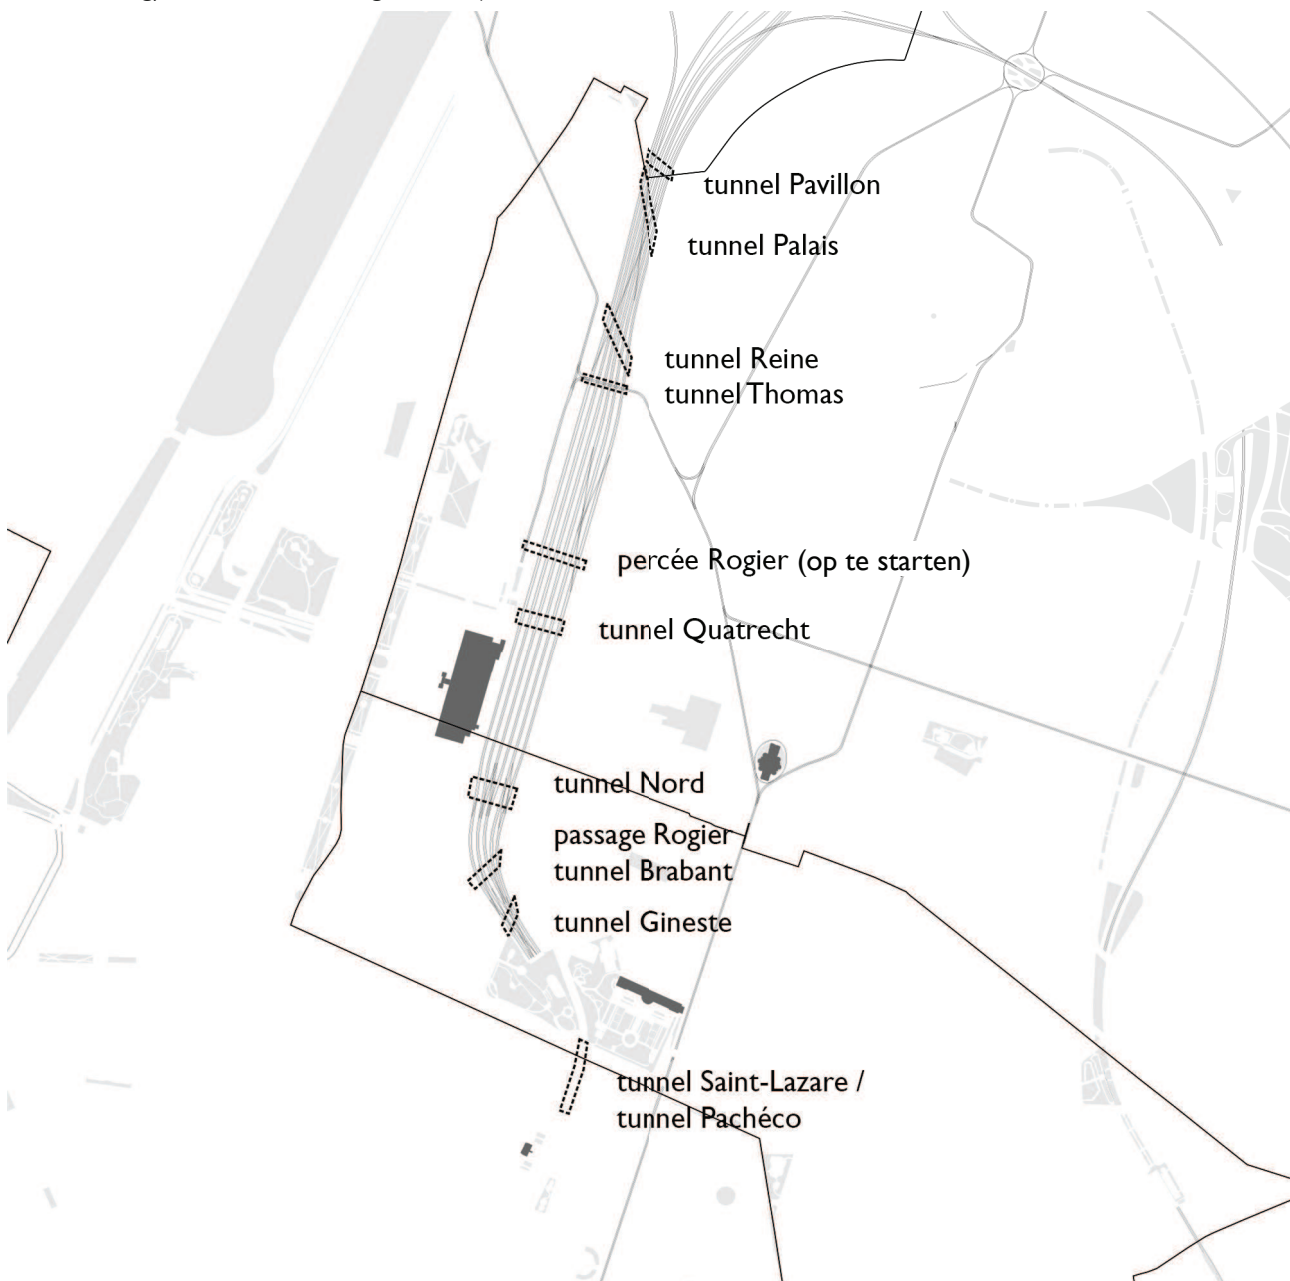 tunnel Pavillon
tunnel Palais
tunnel Reine
tunnel Thomas
percée Rogier (op te starten)
tunnel Quatrecht
tunnel Nord
passage Rogier /
tunnel Brabant
tunnel Gineste
tunnel Saint-Lazare /
tunnel Pachéco